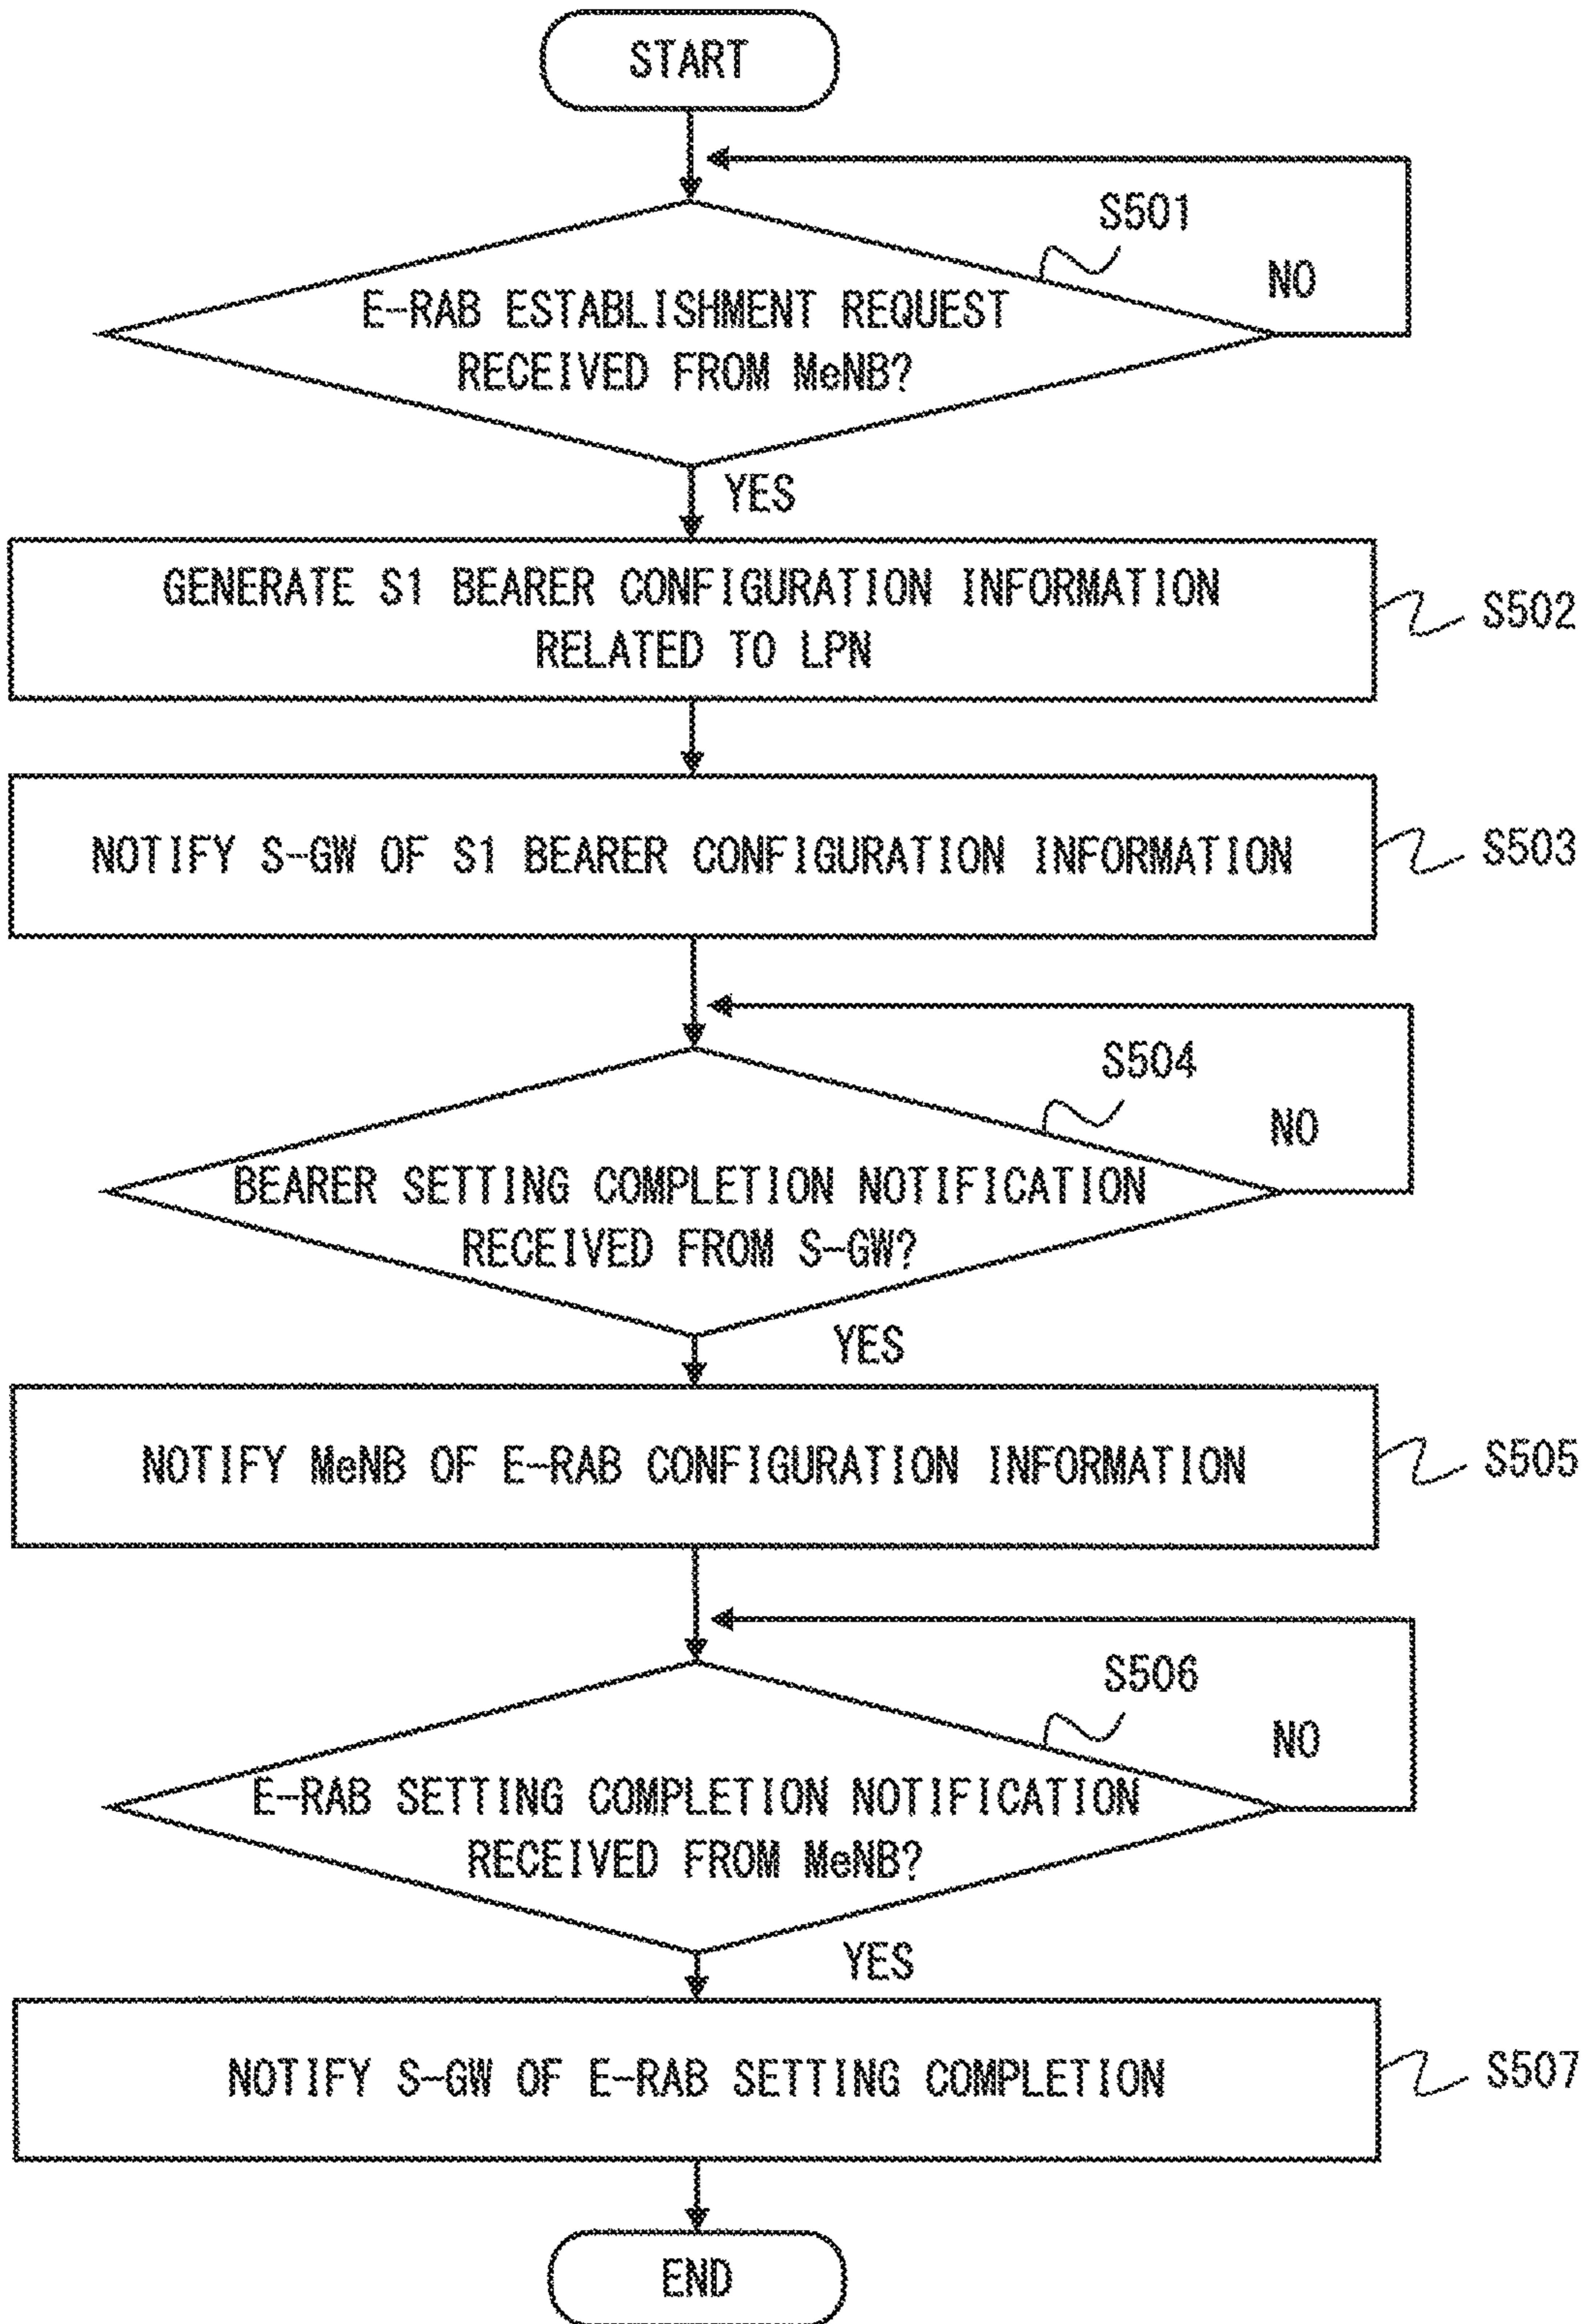 START
S501
NO
E-RAB ESTABLISHMENT REQUEST
RECEIVED FROM MeNB?
YES
GENERATE S1 BEARER CONFIGURATION INFORMATION
RELATED TO LPN
S502
NOTIFY S-GW OF S1 BEARER CONFIGURATION INFORMATION
S503
S504
NO
BEARER SETTING COMPLETION NOTIFICATION
RECEIVED FROM S-GW?
YES
NOTIFY MeNB OF E-RAB CONFIGURATION INFORMATION
S505
S506
NO
E-RAB SETTING COMPLETION NOTIFICATION
RECEIVED FROM MeNB?
YES
NOTIFY S-GW OF E-RAB SETTING COMPLETION
S507
END